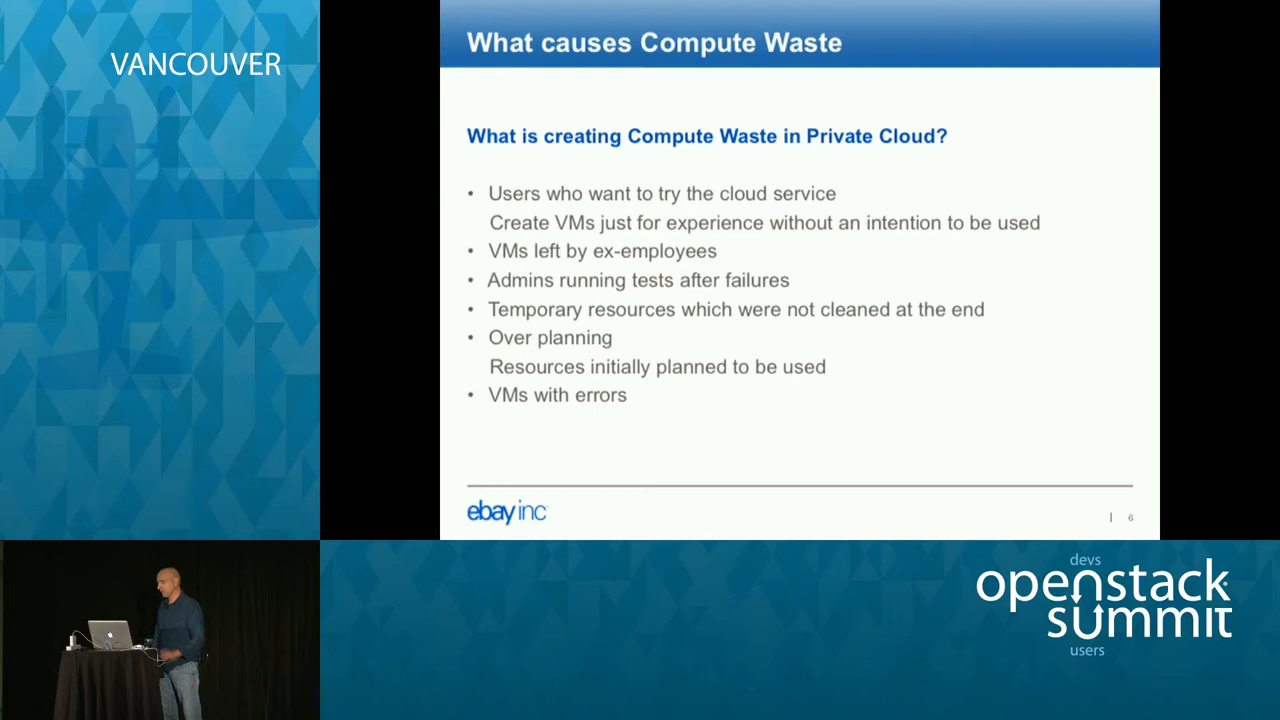 VANCOUVER
What causes Compute Waste
What is creating Compute Waste in Private Cloud?
• Users who want to try the cloud service
Create VMs just for experience without an intention to be used
• VMs left by ex-employees
• Admins running tests after failures
• Temporary resources which were not cleaned at the end
• Over planning
Resources initially planned to be used
• VMs with errors
ebay inc
| 6
devs
openstack
summit
users